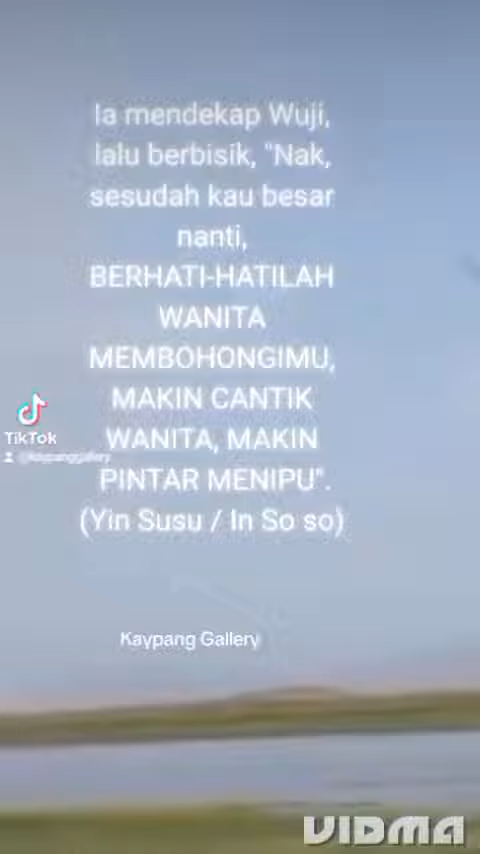 Ia mendekap Wuji,
lalu berbisik, "Nak,
sesudah kau besar
nanti,
BERHATI-HATILAH
WANITA
MEMBOHONGIMU,
MAKIN CANTIK
WANITA, MAKIN
PINTAR MENIPU".
(Yin Susu / In So so)
TikTok
@kaypanggallery
Kaypang Gallery
VIDMA